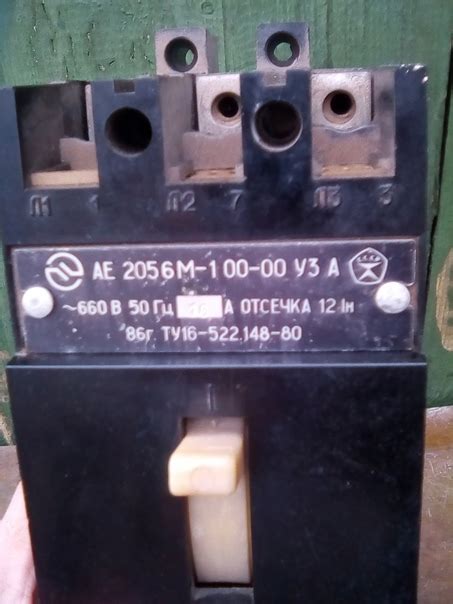 Л1 1 Л2 7 Л3 3
АЕ 2056М-100-00 У3 А
~660 В 50 Гц 16 А ОТСЕЧКА 12 Iн
86г. ТУ16-522.148-80